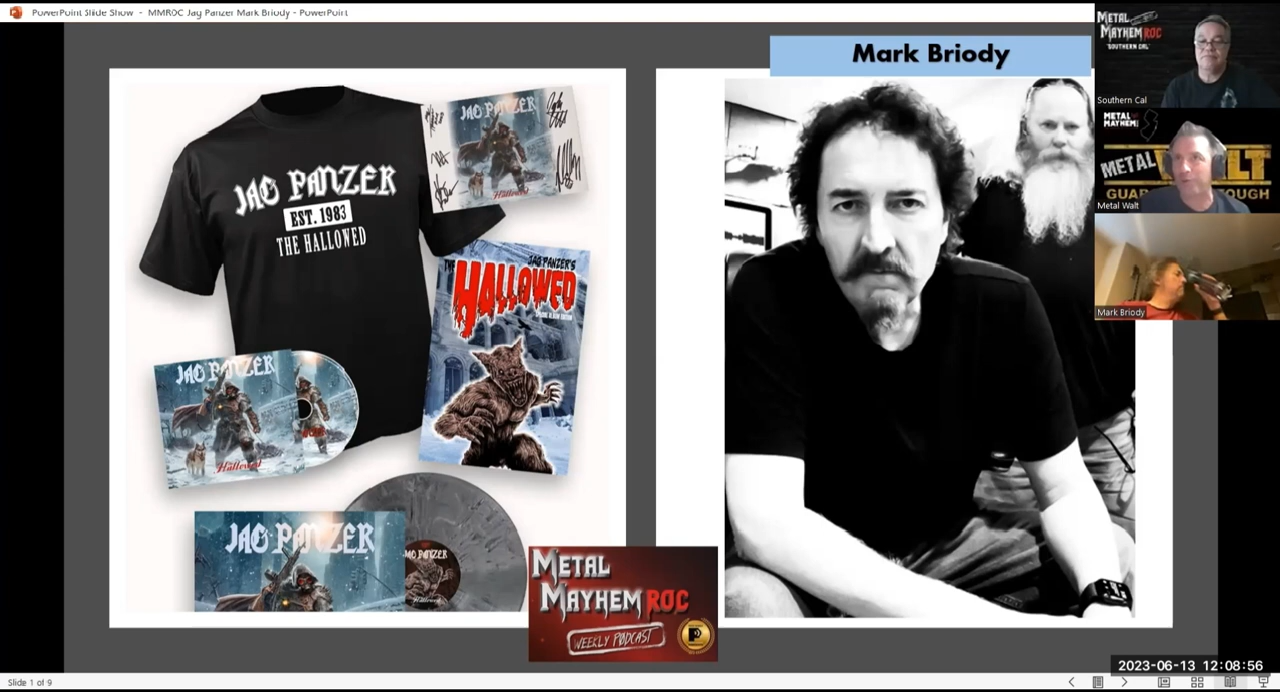 PowerPoint Slide Show - MMROC Jag Panzer Mark Briody - PowerPoint
Mark Briody
JAG PANZER
EST. 1983
THE HALLOWED
JAG PANZER
Hallowed
JAG PANZER'S
THE
HALLOWED
JAG PANZER
Hallowed
JAG PANZER
JAG PANZER
Hallowed
METAL
MAYHEM ROC
WEEKLY PODCAST
METAL
MAYHEM ROC
"SOUTHERN CAL"
Southern Cal
METAL
MAYHEM
METAL
Metal Walt
Mark Briody
2023-06-13 12:08:56
Slide 1 of 9